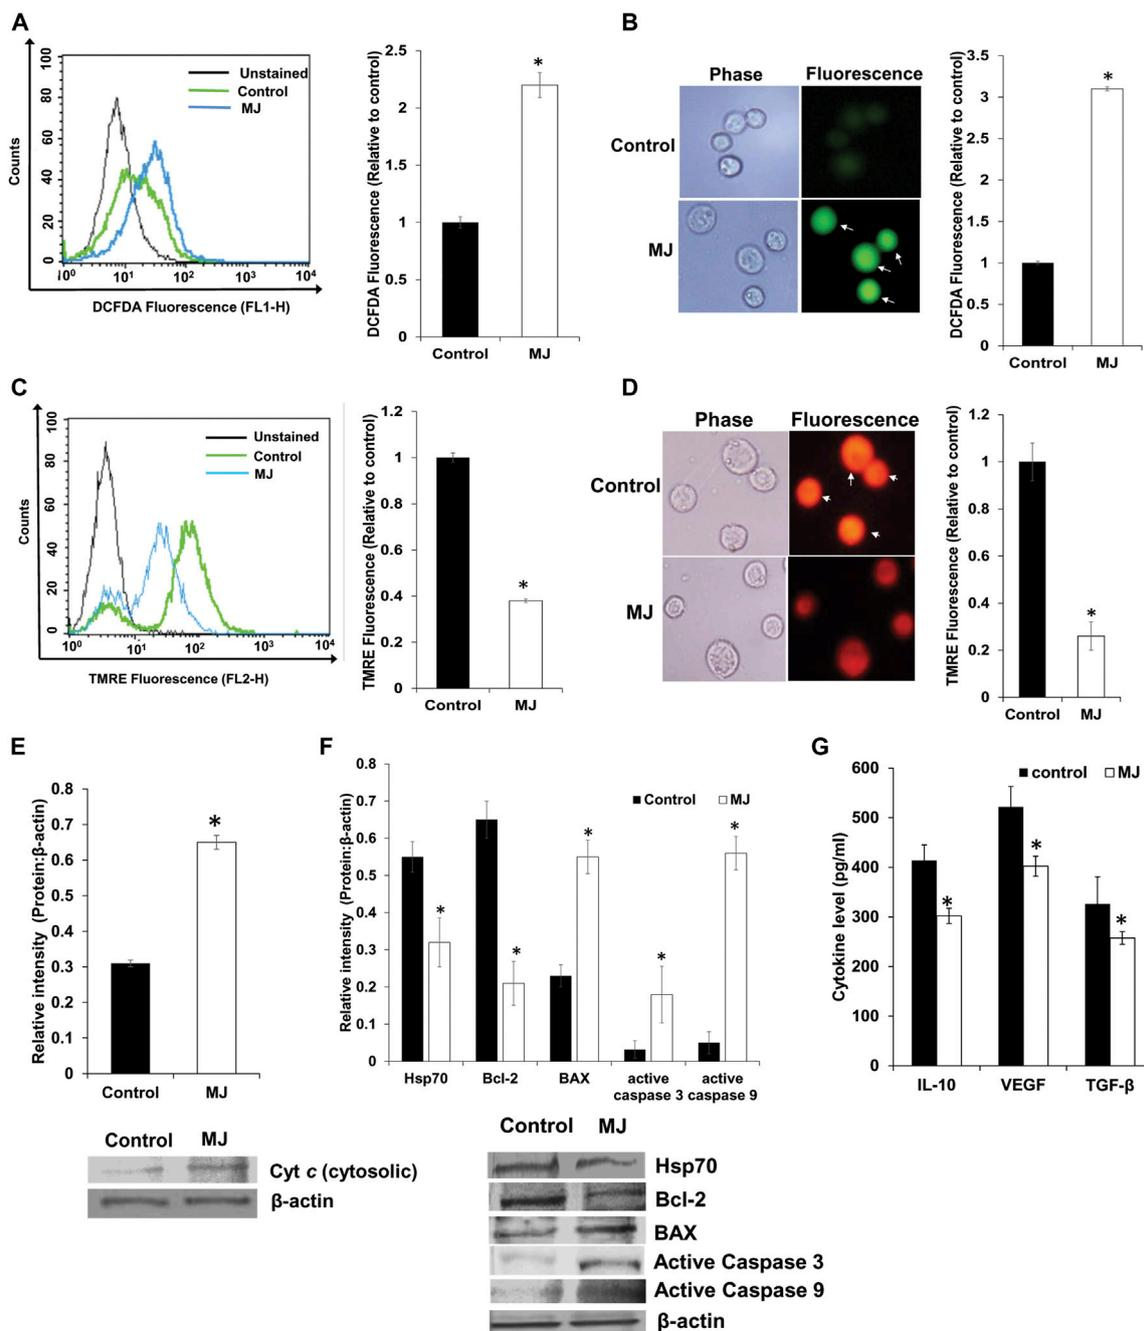 A
Counts
100
80
60
40
20
0
Unstained
Control
MJ
10⁰ 10¹ 10² 10³ 10⁴
DCFDA Fluorescence (FL1-H)
DCFDA Fluorescence (Relative to control)
2.5
2
1.5
1
0.5
0
*
Control MJ
B
Phase Fluorescence
Control
MJ
DCFDA Fluorescence (Relative to control)
3.5
3
2.5
2
1.5
1
0.5
0
*
Control MJ
C
Counts
100
80
60
40
20
0
Unstained
Control
MJ
10⁰ 10¹ 10² 10³ 10⁴
TMRE Fluorescence (FL2-H)
TMRE Fluorescence (Relative to control)
1.2
1
0.8
0.6
0.4
0.2
0
*
Control MJ
D
Phase Fluorescence
Control
MJ
TMRE Fluorescence (Relative to control)
1.2
1
0.8
0.6
0.4
0.2
0
*
Control MJ
E
Relative intensity (Protein:β-actin)
0.8
0.7
0.6
0.5
0.4
0.3
0.2
0.1
0
*
Control MJ
Control MJ
Cyt c (cytosolic)
β-actin
F
Relative intensity (Protein:β-actin)
0.8
0.7
0.6
0.5
0.4
0.3
0.2
0.1
0
Control MJ
* * * * *
Hsp70 Bcl-2 BAX active active
caspase 3 caspase 9
Control MJ
Hsp70
Bcl-2
BAX
Active Caspase 3
Active Caspase 9
β-actin
G
Cytokine level (pg/ml)
600
500
400
300
200
100
0
control MJ
* * *
IL-10 VEGF TGF-β